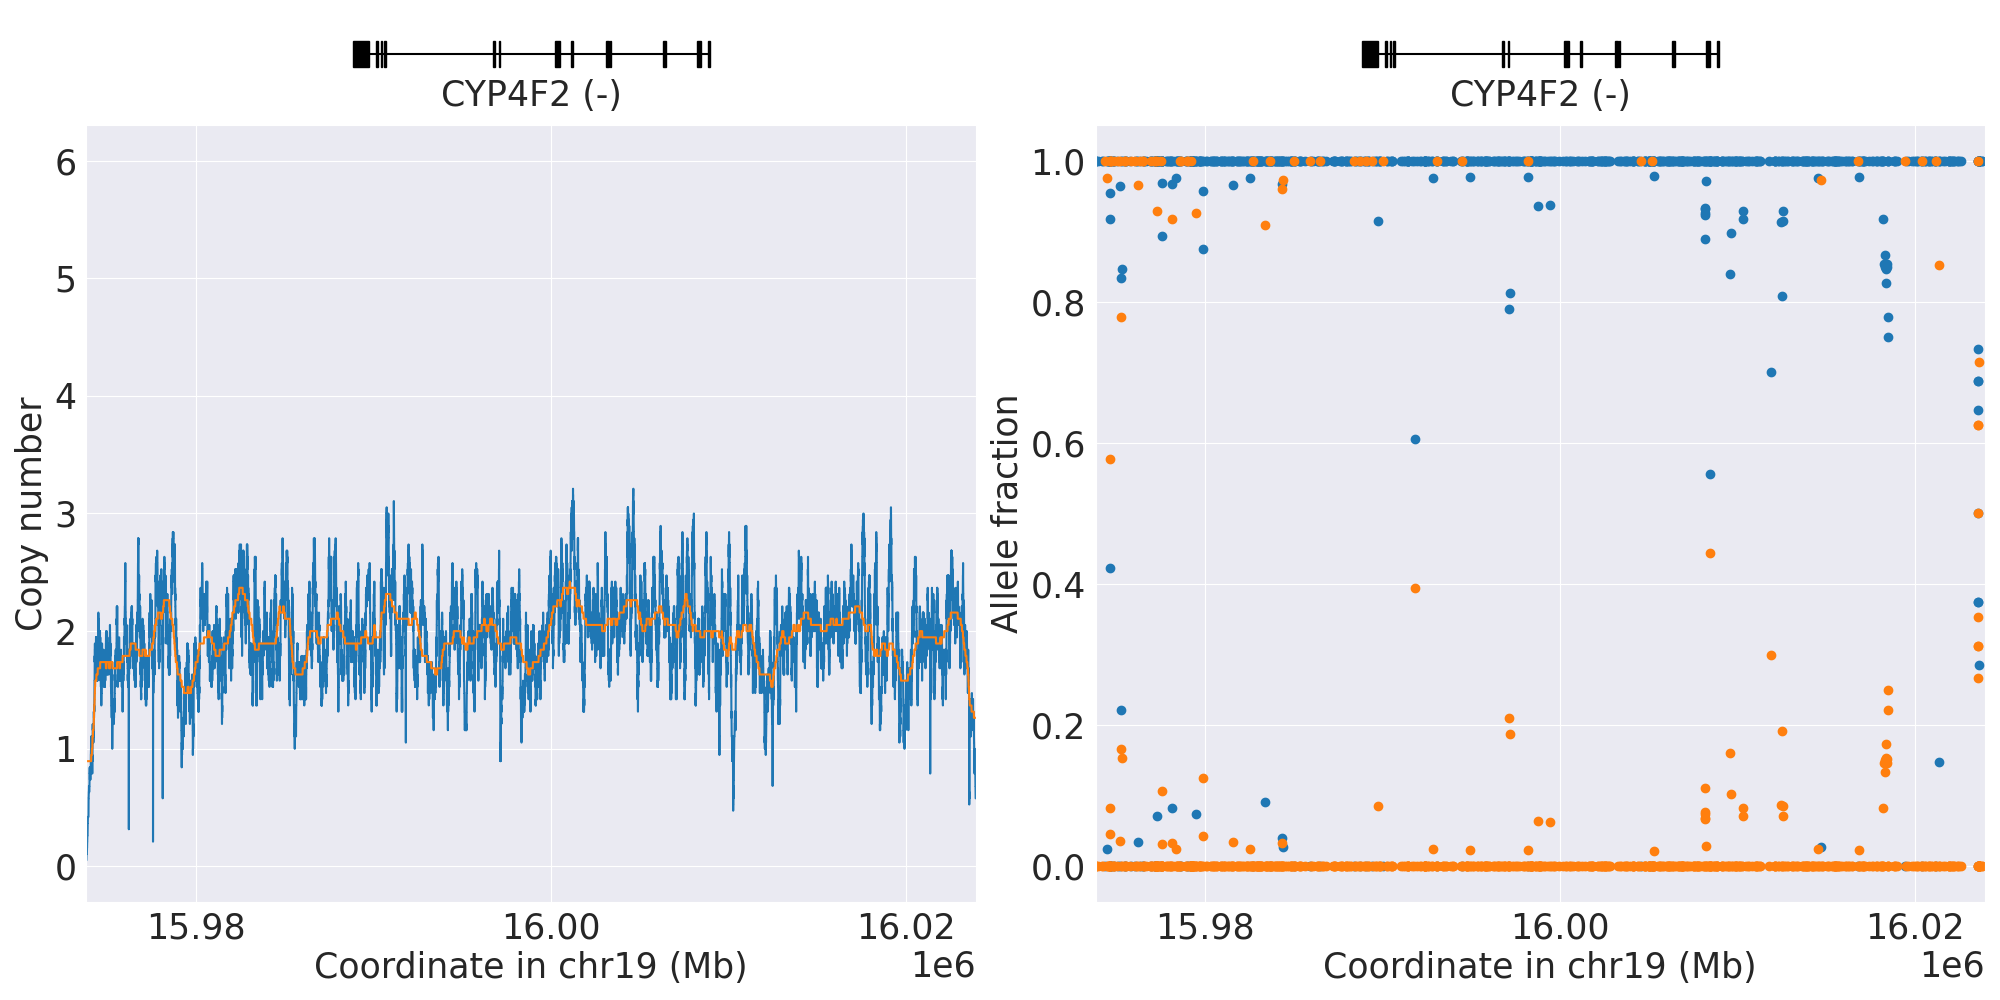 CYP4F2 (-)
CYP4F2 (-)
6
5
4
3
2
1
0
Copy number
15.98
16.00
16.02
Coordinate in chr19 (Mb)
1e6
1.0
0.8
0.6
0.4
0.2
0.0
Allele fraction
15.98
16.00
16.02
Coordinate in chr19 (Mb)
1e6